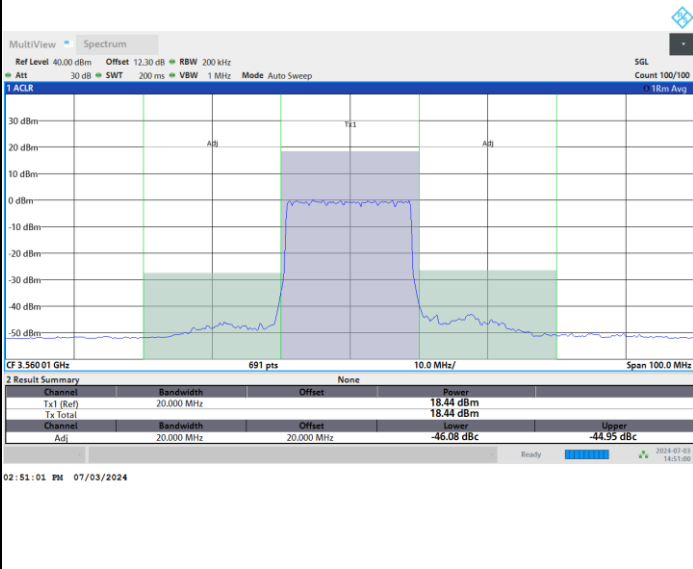 MultiView Spectrum
Ref Level 40.00 dBm Offset 12.30 dB RBW 200 kHz SGL
Att 30 dB SWT 200 ms VBW 1 MHz Mode Auto Sweep Count 100/100
1 ACLR 1Rm Avg
30 dBm
Tx1
20 dBm
Adj Adj
10 dBm
0 dBm
-10 dBm
-20 dBm
-30 dBm
-40 dBm
-50 dBm
CF 3.56001 GHz 691 pts 10.0 MHz/ Span 100.0 MHz
2 Result Summary None
Channel Bandwidth Offset Power
Tx1 (Ref) 20.000 MHz 18.44 dBm
Tx Total 18.44 dBm
Channel Bandwidth Offset Lower Upper
Adj 20.000 MHz 20.000 MHz -46.08 dBc -44.95 dBc
Ready 2024-07-03
14:51:00
02:51:01 PM 07/03/2024